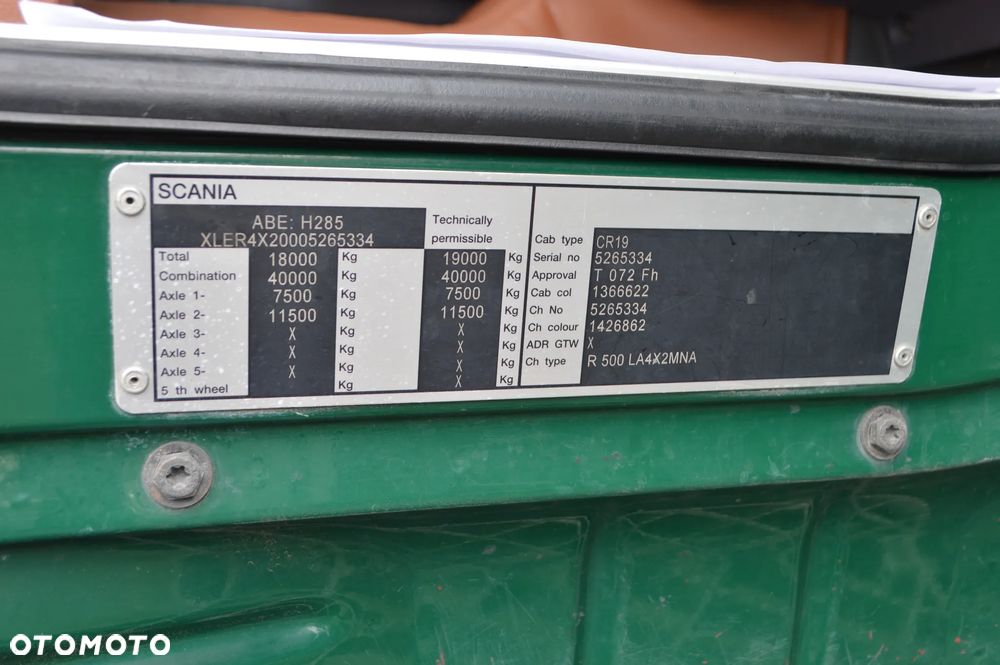 SCANIA
ABE: H285
XLER4X20005265334
Technically
permissible
Total 18000 Kg 19000 Kg
Combination 40000 Kg 40000 Kg
Axle 1- 7500 Kg 7500 Kg
Axle 2- 11500 Kg 11500 Kg
Axle 3- X Kg X Kg
Axle 4- X Kg X Kg
Axle 5- X Kg X Kg
5 th wheel Kg X Kg
Cab type CR19
Serial no 5265334
Approval T 072 Fh
Cab col 1366622
Ch No 5265334
Ch colour 1426862
ADR GTW X
Ch type R 500 LA4X2MNA
OTOMOTO